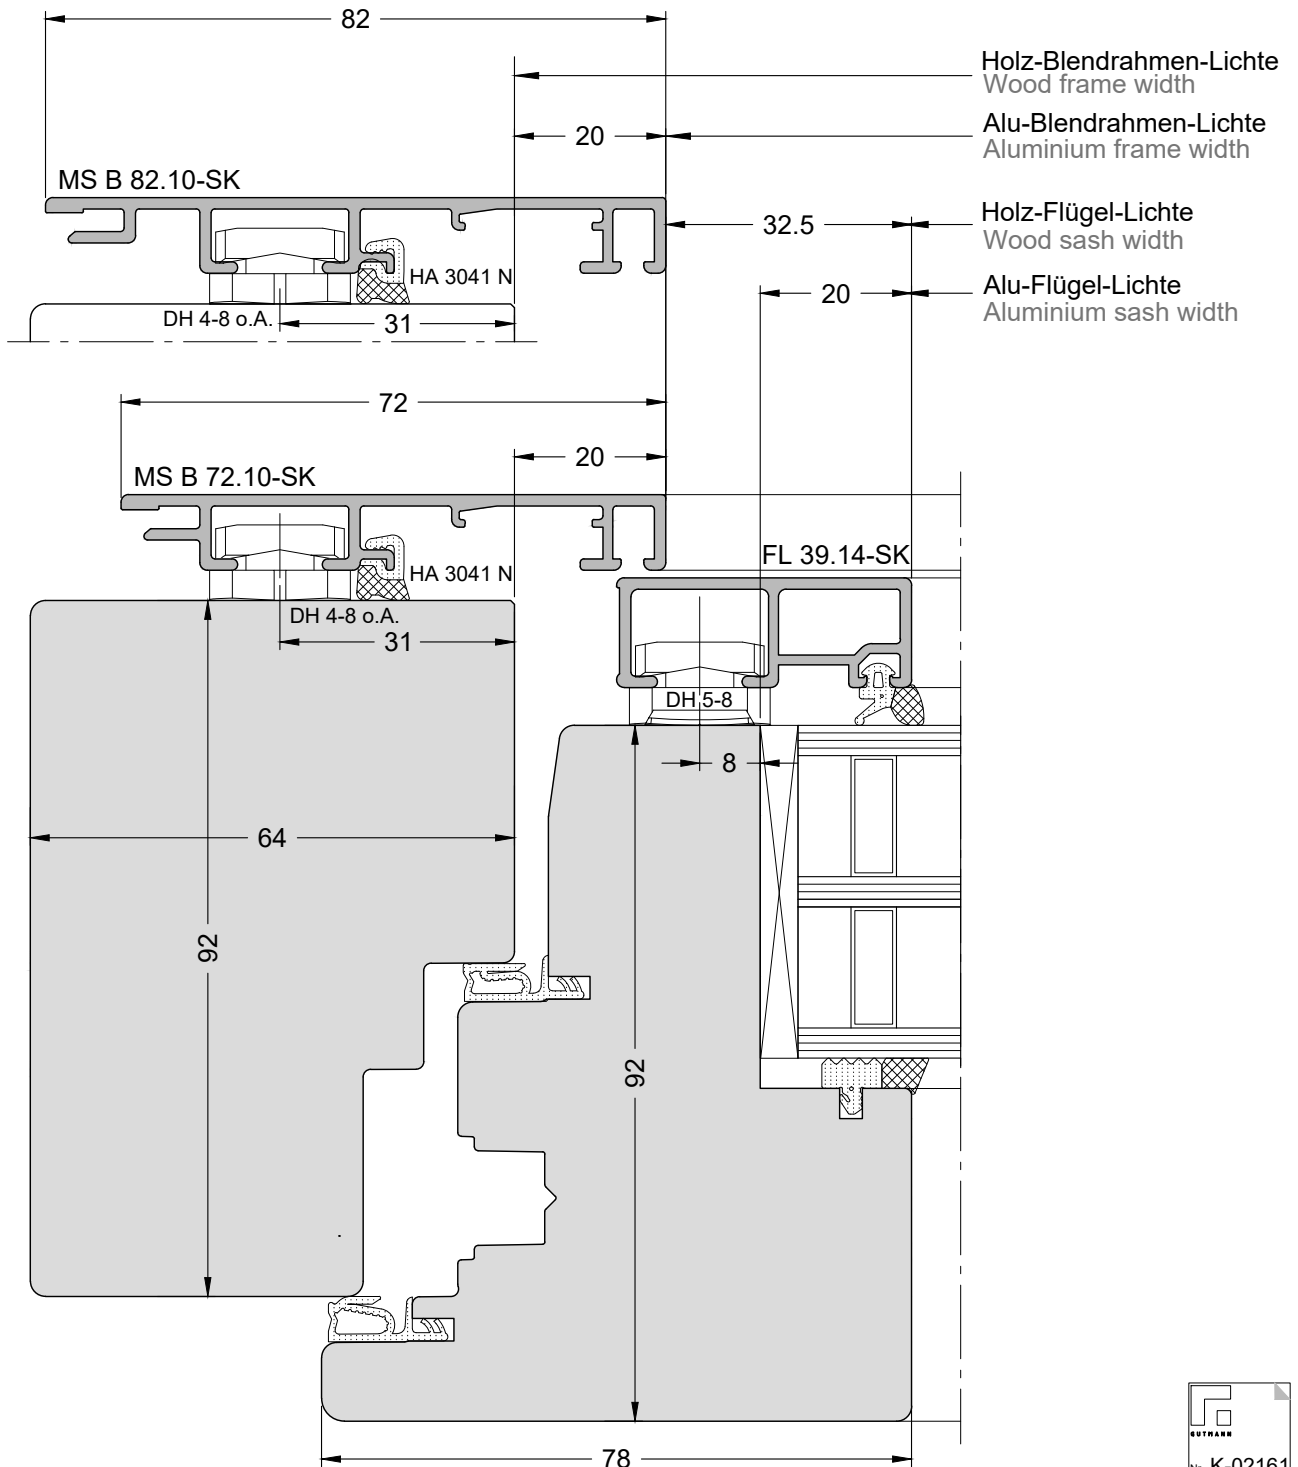 82
Holz-Blendrahmen-Lichte
Wood frame width
20
Alu-Blendrahmen-Lichte
Aluminium frame width
MS B 82.10-SK
32.5
Holz-Flügel-Lichte
Wood sash width
HA 3041 N
20
Alu-Flügel-Lichte
Aluminium sash width
DH 4-8 o.A.
31
72
20
MS B 72.10-SK
FL 39.14-SK
HA 3041 N
DH 4-8 o.A.
31
DH 5-8
8
64
92
92
78
GUTMANN
K-02161